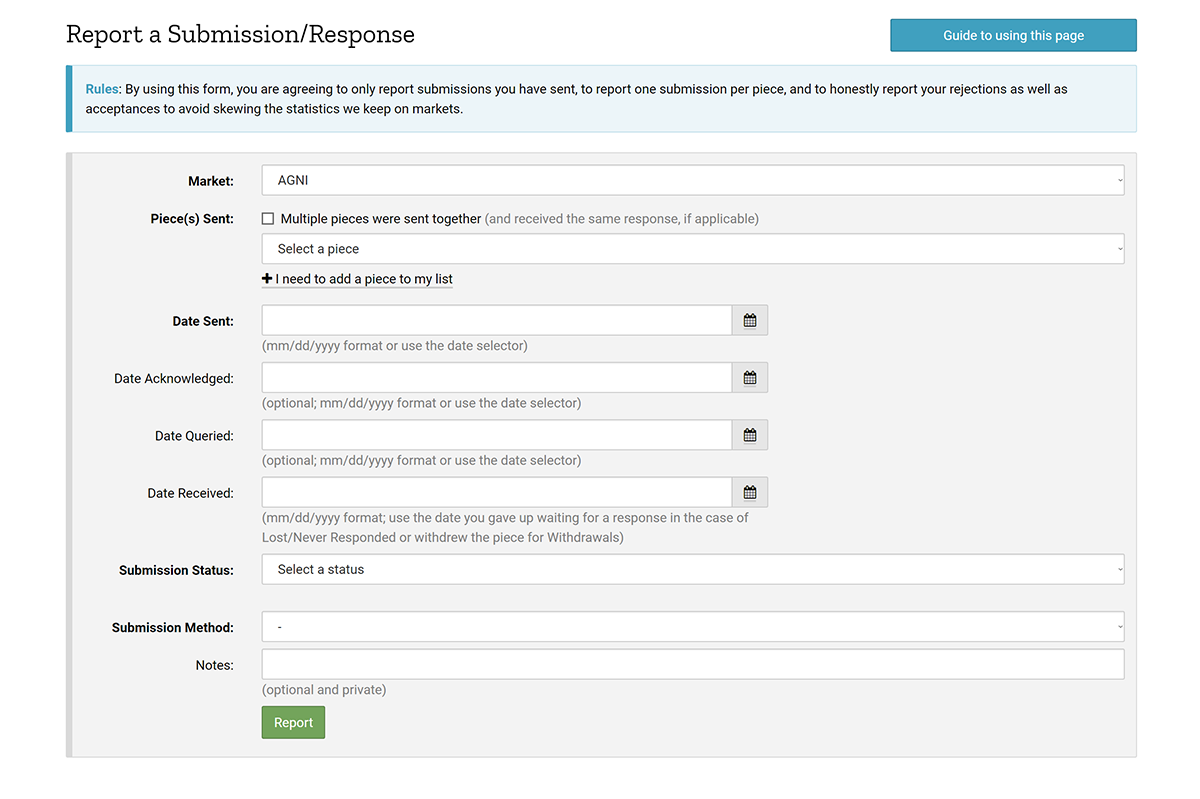 Report a Submission/Response
Guide to using this page
Rules: By using this form, you are agreeing to only report submissions you have sent, to report one submission per piece, and to honestly report your rejections as well as
acceptances to avoid skewing the statistics we keep on markets.
Market:
AGNI
Piece(s) Sent:
Multiple pieces were sent together (and received the same response, if applicable)
Select a piece
+ I need to add a piece to my list
Date Sent:
(mm/dd/yyyy format or use the date selector)
Date Acknowledged:
(optional; mm/dd/yyyy format or use the date selector)
Date Queried:
(optional; mm/dd/yyyy format or use the date selector)
Date Received:
(mm/dd/yyyy format; use the date you gave up waiting for a response in the case of
Lost/Never Responded or withdrew the piece for Withdrawals)
Submission Status:
Select a status
Submission Method:
-
Notes:
(optional and private)
Report